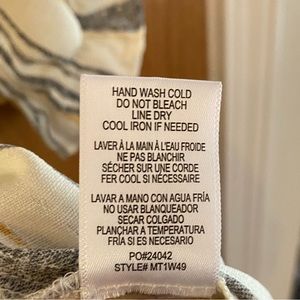 HAND WASH COLD
DO NOT BLEACH
LINE DRY
COOL IRON IF NEEDED
LAVER À LA MAIN À L'EAU FROIDE
NE PAS BLANCHIR
SÉCHER SUR UNE CORDE
FER COOL SI NÉCESSAIRE
LAVAR A MANO CON AGUA FRÍA
NO USAR BLANQUEADOR
SECAR COLGADO
PLANCHAR A TEMPERATURA
FRÍA SI ES NECESARIO
PO#24042
STYLE# MT1W49